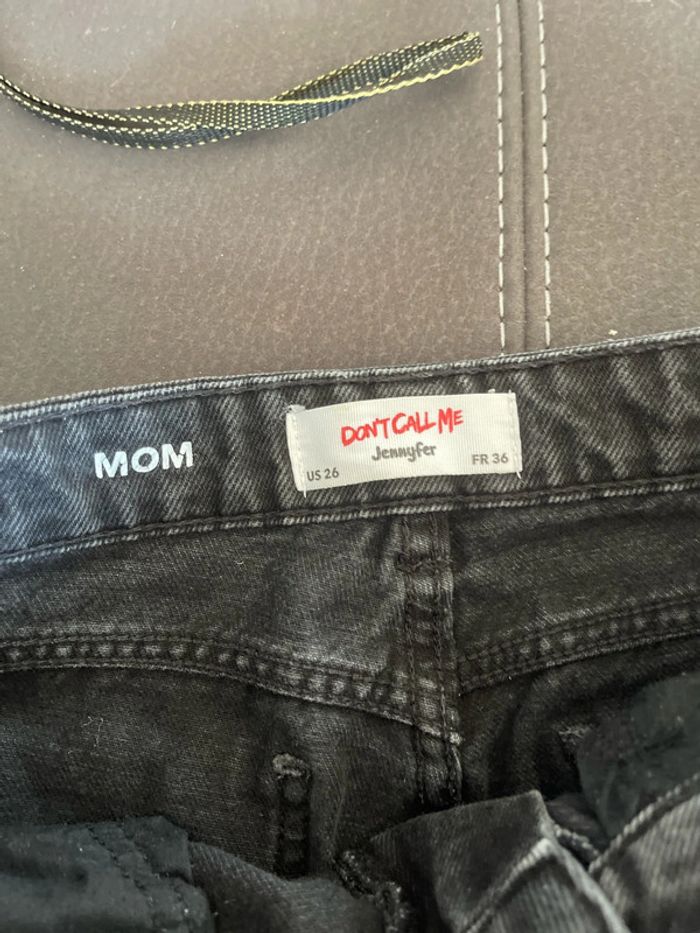 MOM
DON'T CALL ME
Jennyfer
US 26
FR 36